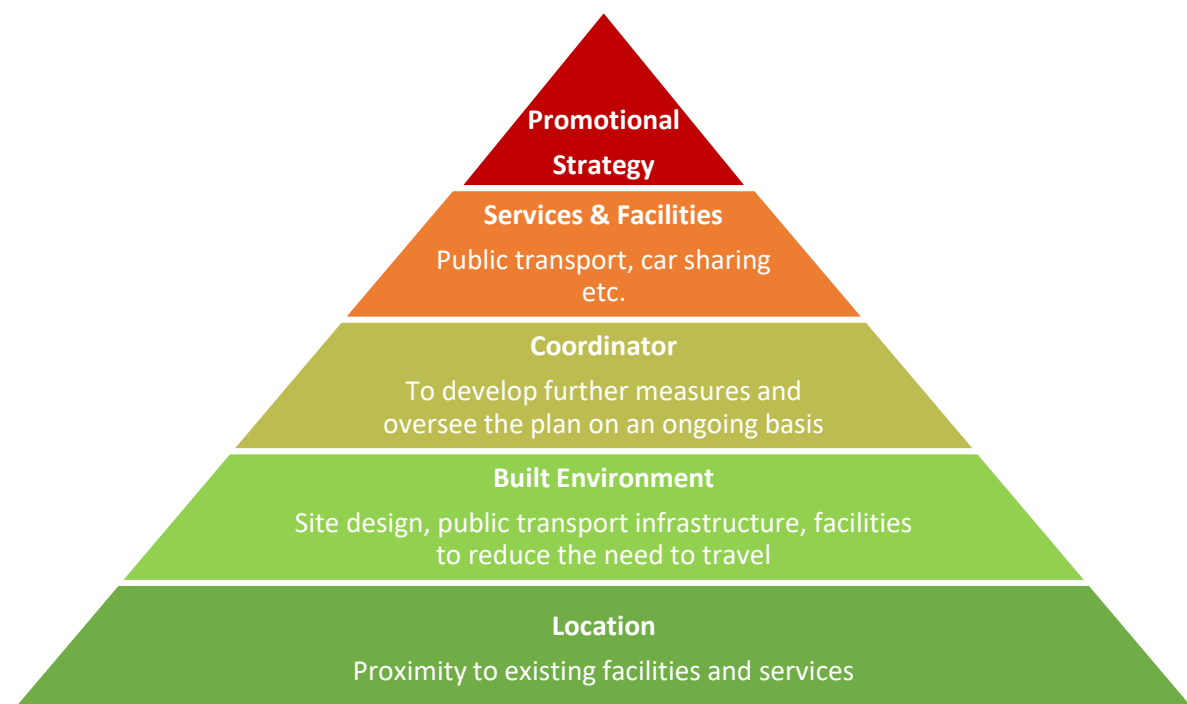 Promotional
Strategy
Services & Facilities
Public transport, car sharing
etc.
Coordinator
To develop further measures and
oversee the plan on an ongoing basis
Built Environment
Site design, public transport infrastructure, facilities
to reduce the need to travel
Location
Proximity to existing facilities and services